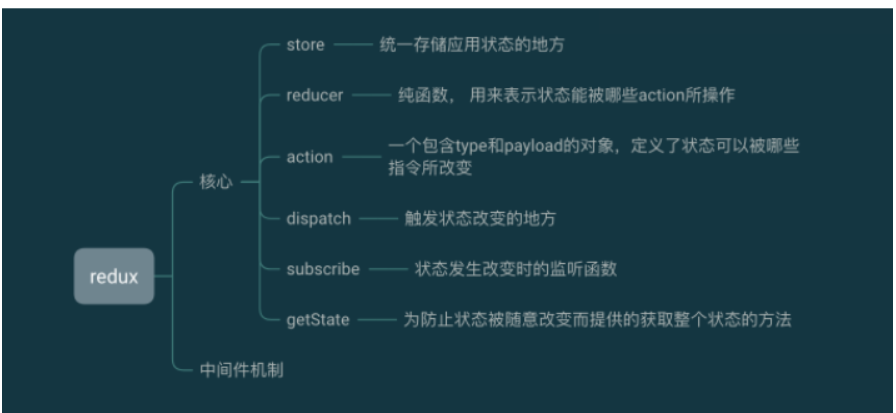 store
统一存储应用状态的地方
reducer
纯函数， 用来表示状态能被哪些action所操作
action
一个包含type和payload的对象，定义了状态可以被哪些
指令所改变
核心
dispatch
触发状态改变的地方
subscribe
状态发生改变时的监听函数
redux
getState
为防止状态被随意改变而提供的获取整个状态的方法
中间件机制